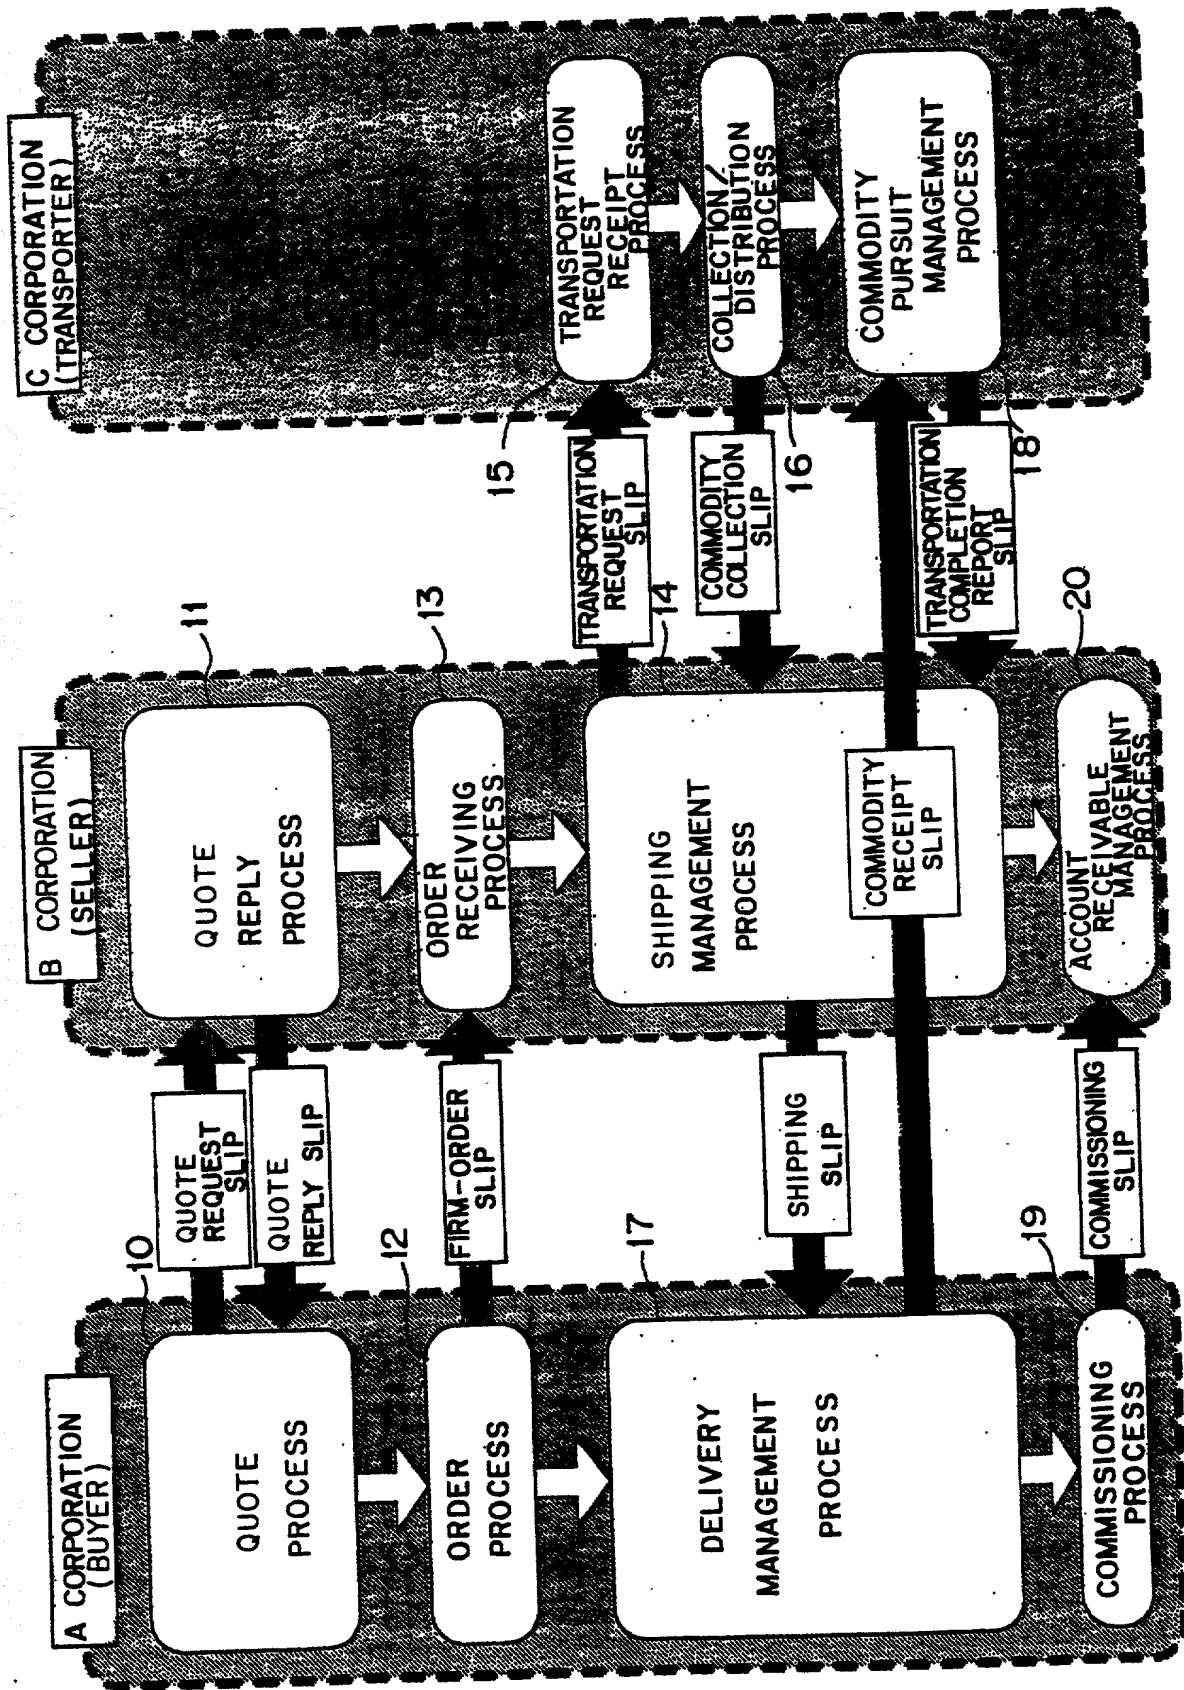 A CORPORATION
(BUYER)
B CORPORATION
(SELLER)
C CORPORATION
(TRANSPORTER)
10
QUOTE
PROCESS
QUOTE
REQUEST
SLIP
QUOTE
REPLY SLIP
11
QUOTE
REPLY
PROCESS
12
ORDER
PROCESS
FIRM-ORDER
SLIP
13
ORDER
RECEIVING
PROCESS
17
DELIVERY
MANAGEMENT
PROCESS
SHIPPING
SLIP
14
SHIPPING
MANAGEMENT
PROCESS
COMMODITY
RECEIPT
SLIP
TRANSPORTATION
REQUEST
SLIP
15
TRANSPORTATION
REQUEST
RECEIPT
PROCESS
COMMODITY
COLLECTION
SLIP
16
COLLECTION/
DISTRIBUTION
PROCESS
TRANSPORTATION
COMPLETION
REPORT
SLIP
18
COMMODITY
PURSUIT
MANAGEMENT
PROCESS
19
COMMISSIONING
PROCESS
COMMISSIONING
SLIP
20
ACCOUNT
RECEIVABLE
MANAGEMENT
PROCESS